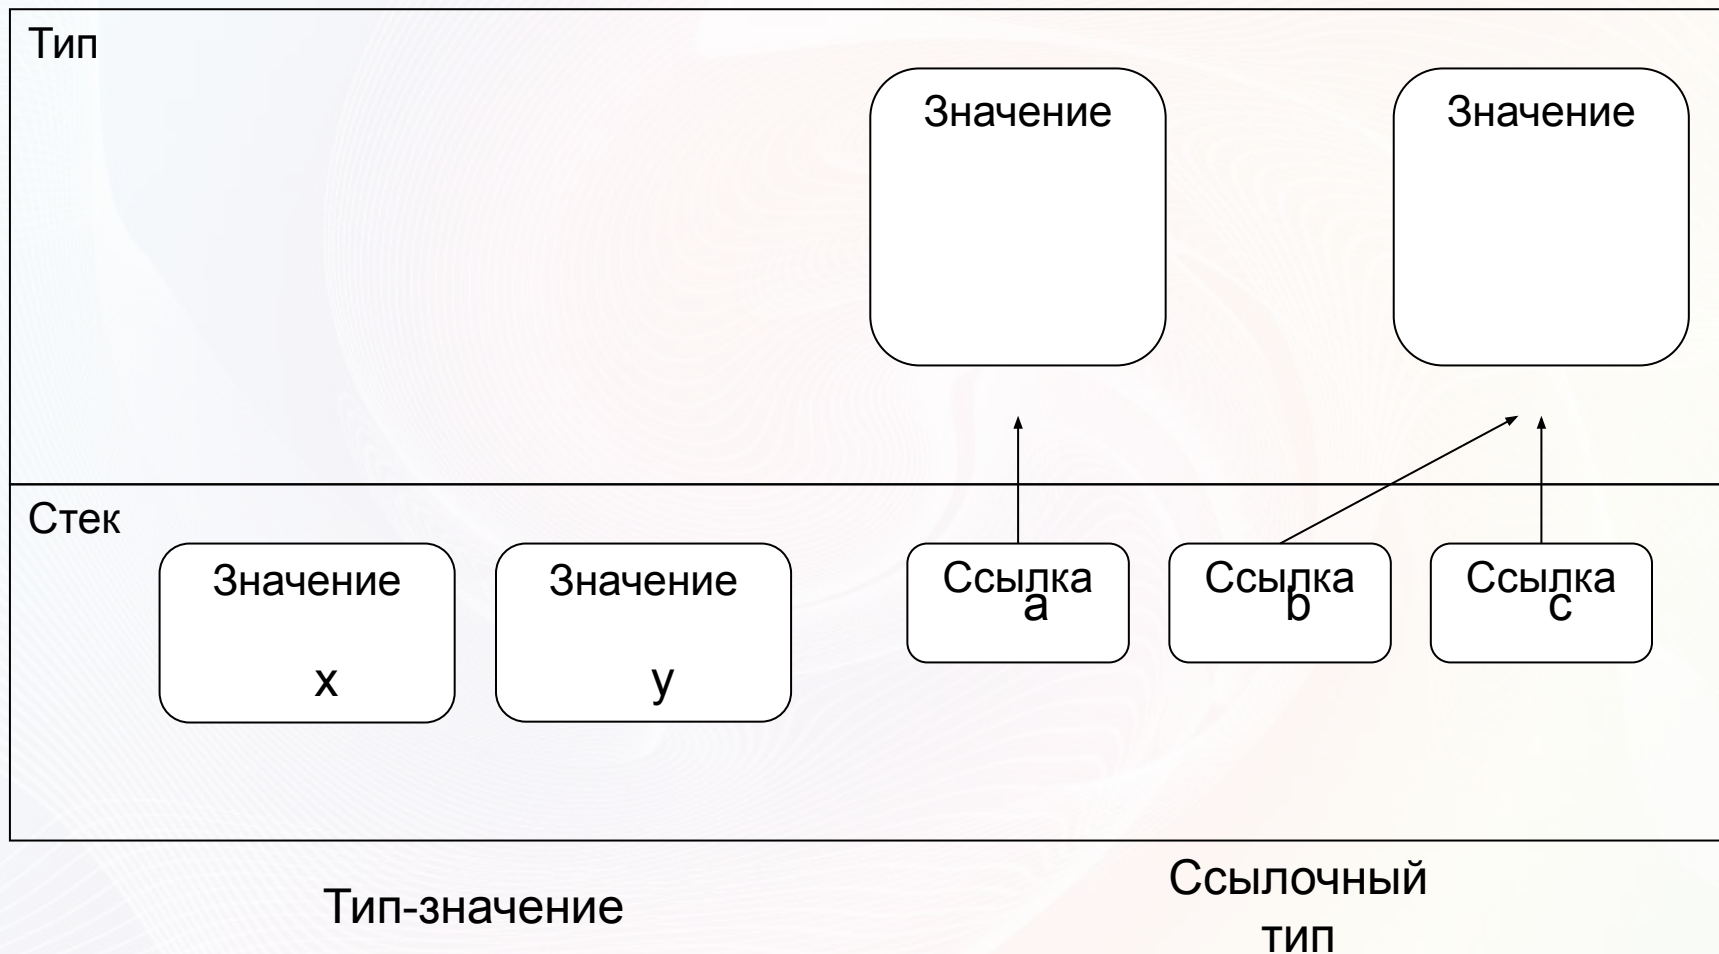 Тип
Значение
Значение
Стек
Значение
x
Значение
y
Ссылка
a
Ссылка
b
Ссылка
c
Тип-значение
Ссылочный
тип